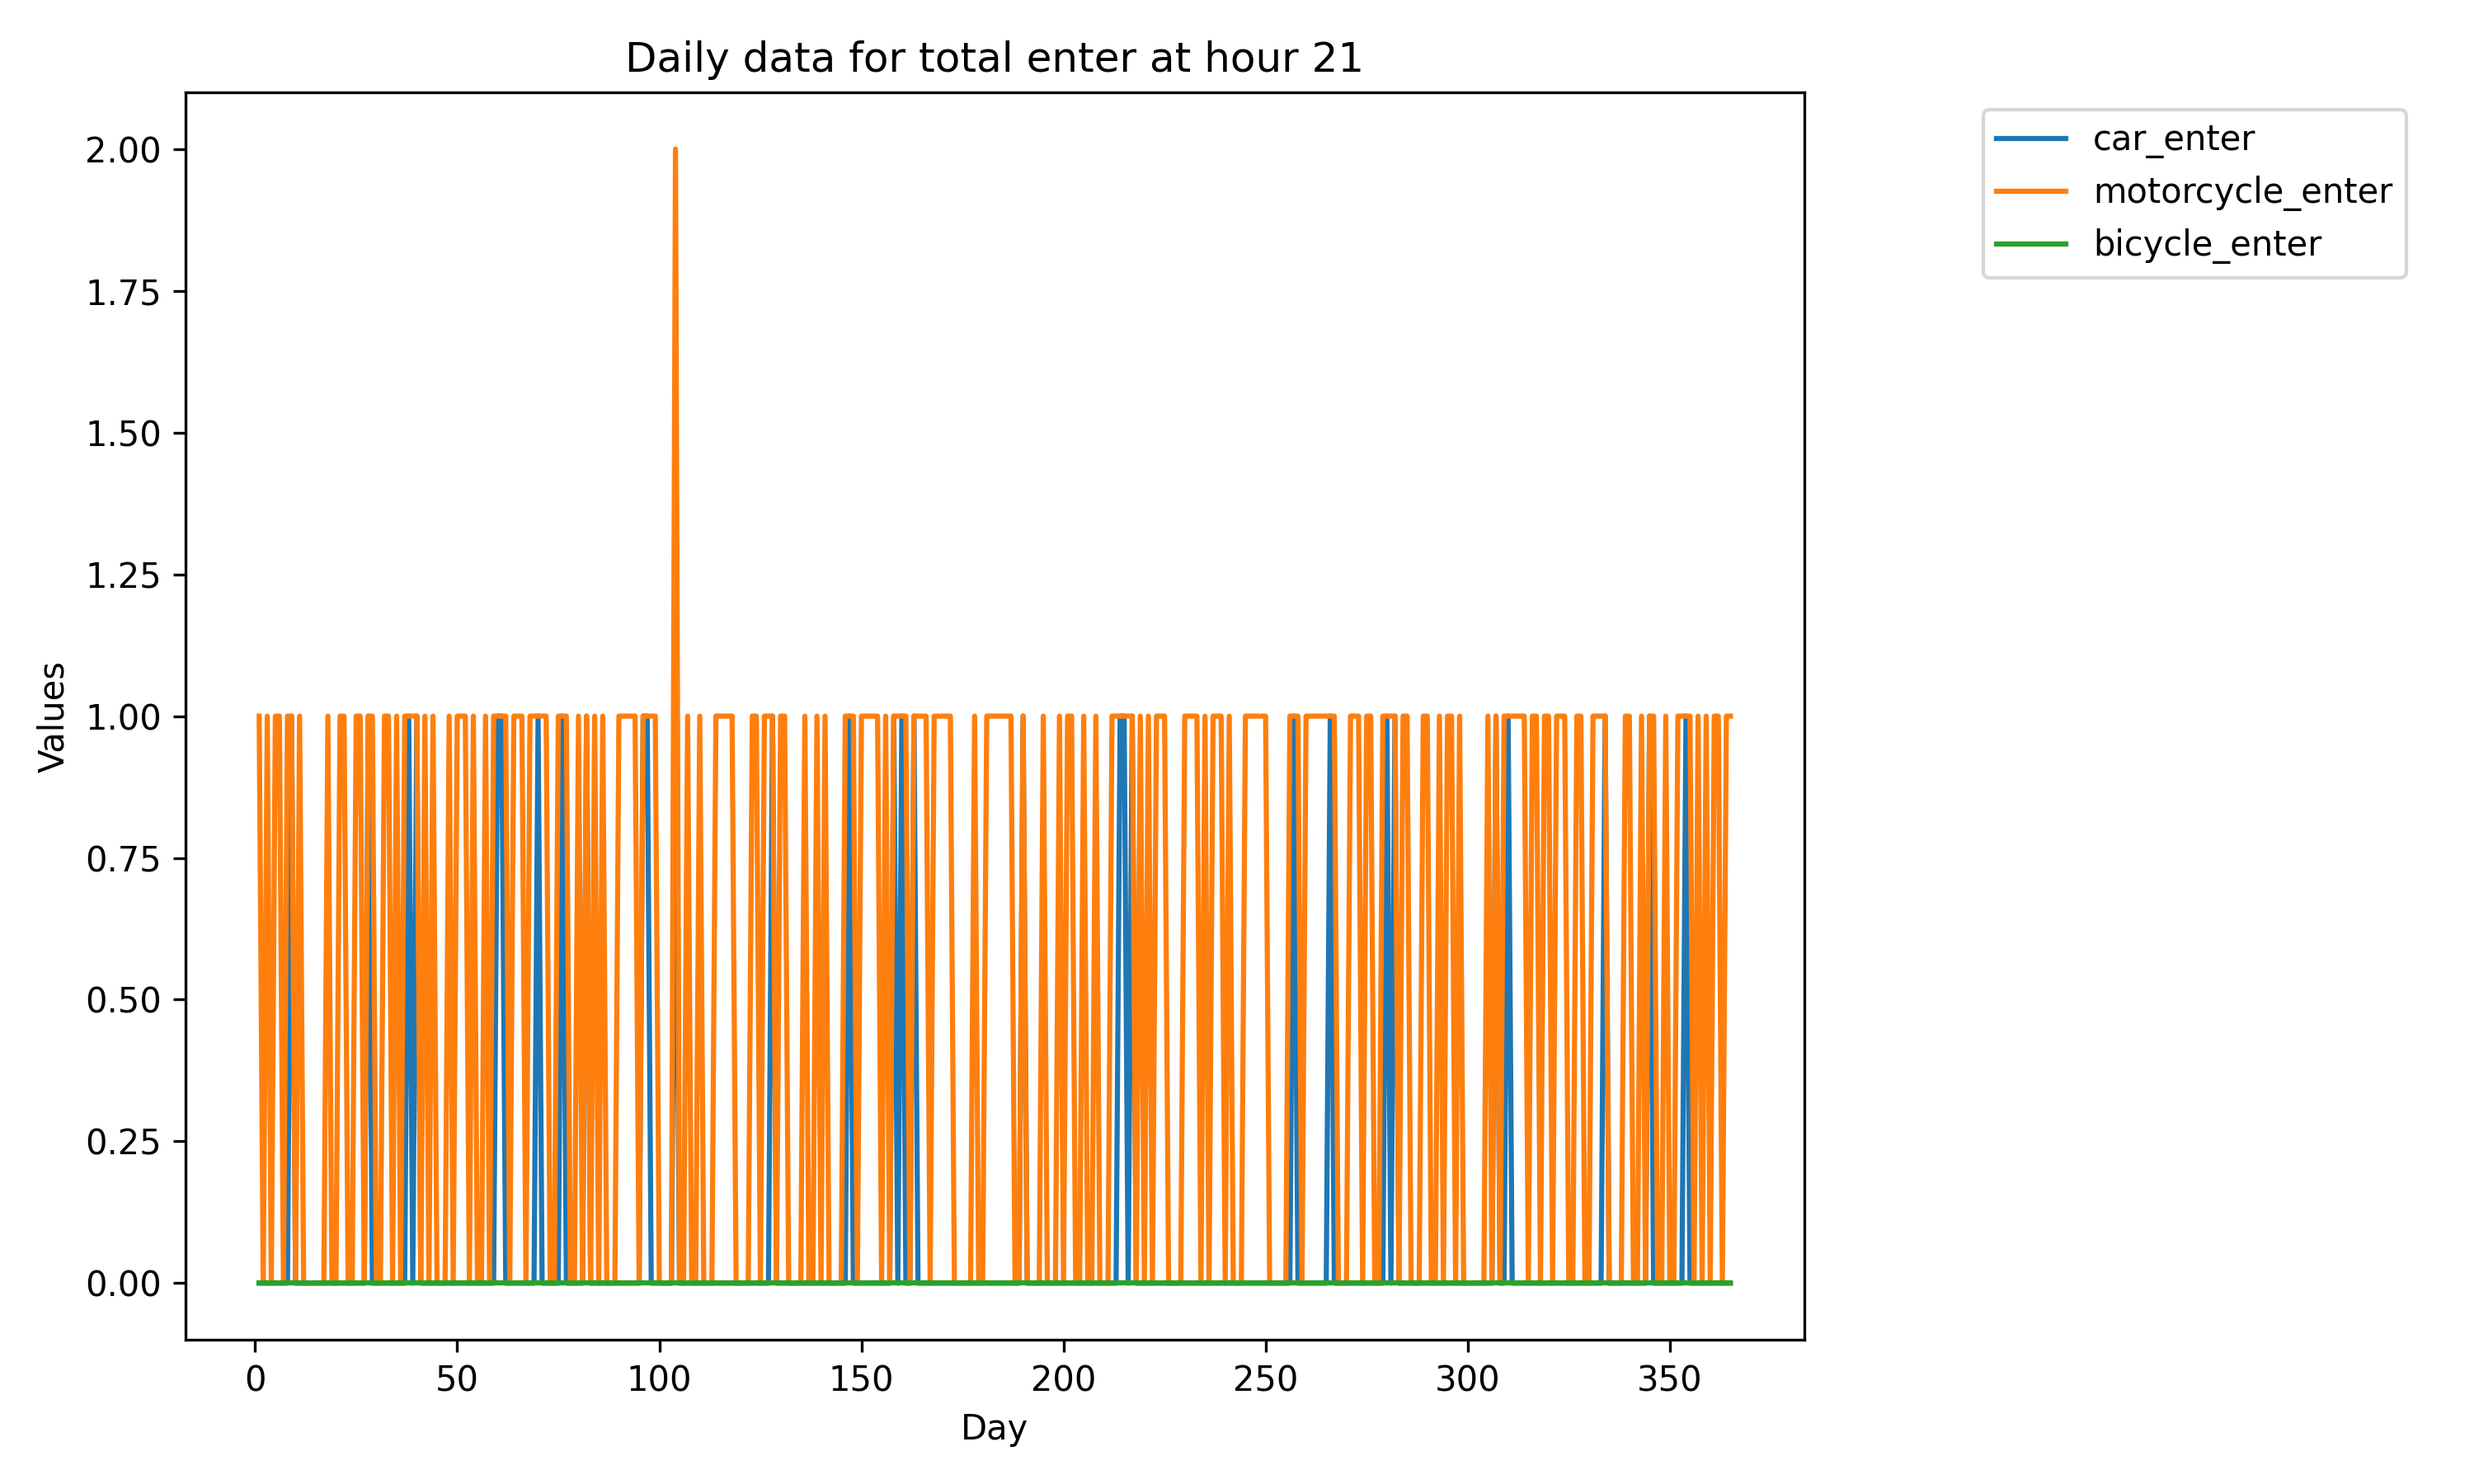 Daily data for total enter at hour 21
car_enter
motorcycle_enter
bicycle_enter
Values
2.00
1.75
1.50
1.25
1.00
0.75
0.50
0.25
0.00
0 50 100 150 200 250 300 350
Day